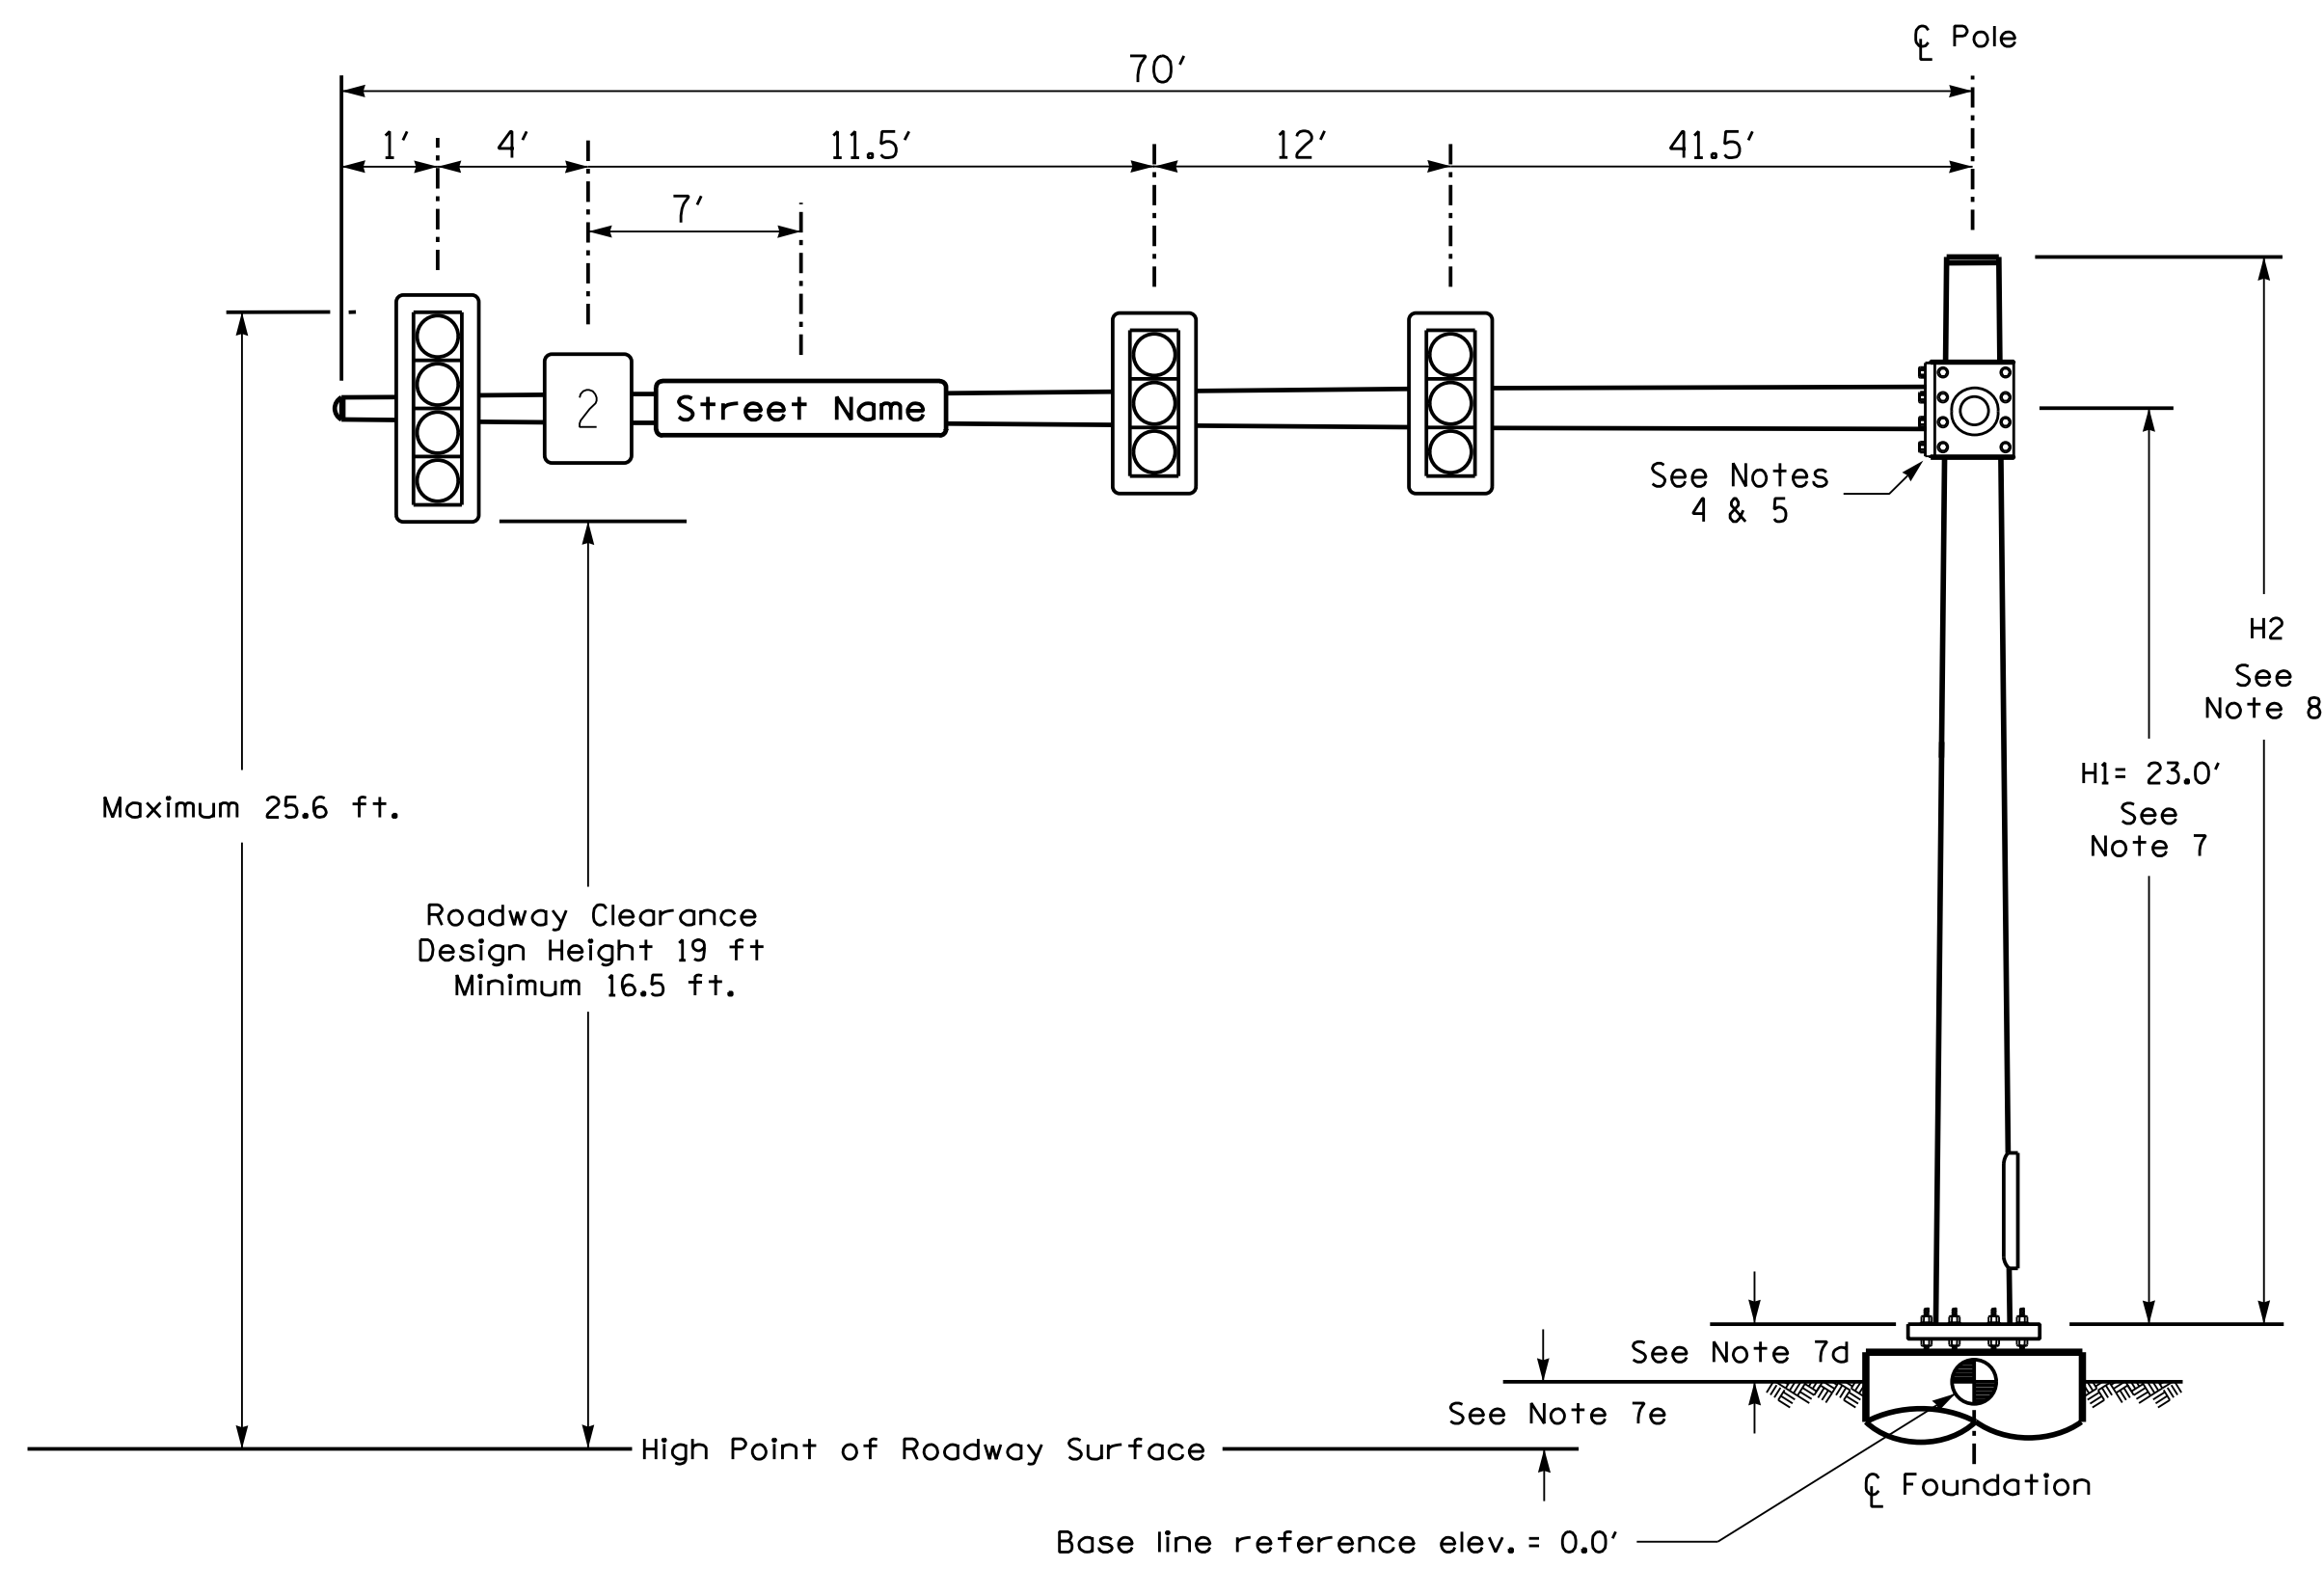 ℄ Pole
70'
1' 4' 11.5' 12' 41.5'
7'
2
Street Name
See Notes
4 & 5
H2
See
Note 8
H1= 23.0'
See
Note 7
Maximum 25.6 ft.
Roadway Clearance
Design Height 19 ft
Minimum 16.5 ft.
See Note 7d
See Note 7e
High Point of Roadway Surface
℄ Foundation
Base line reference elev. = 0.0'